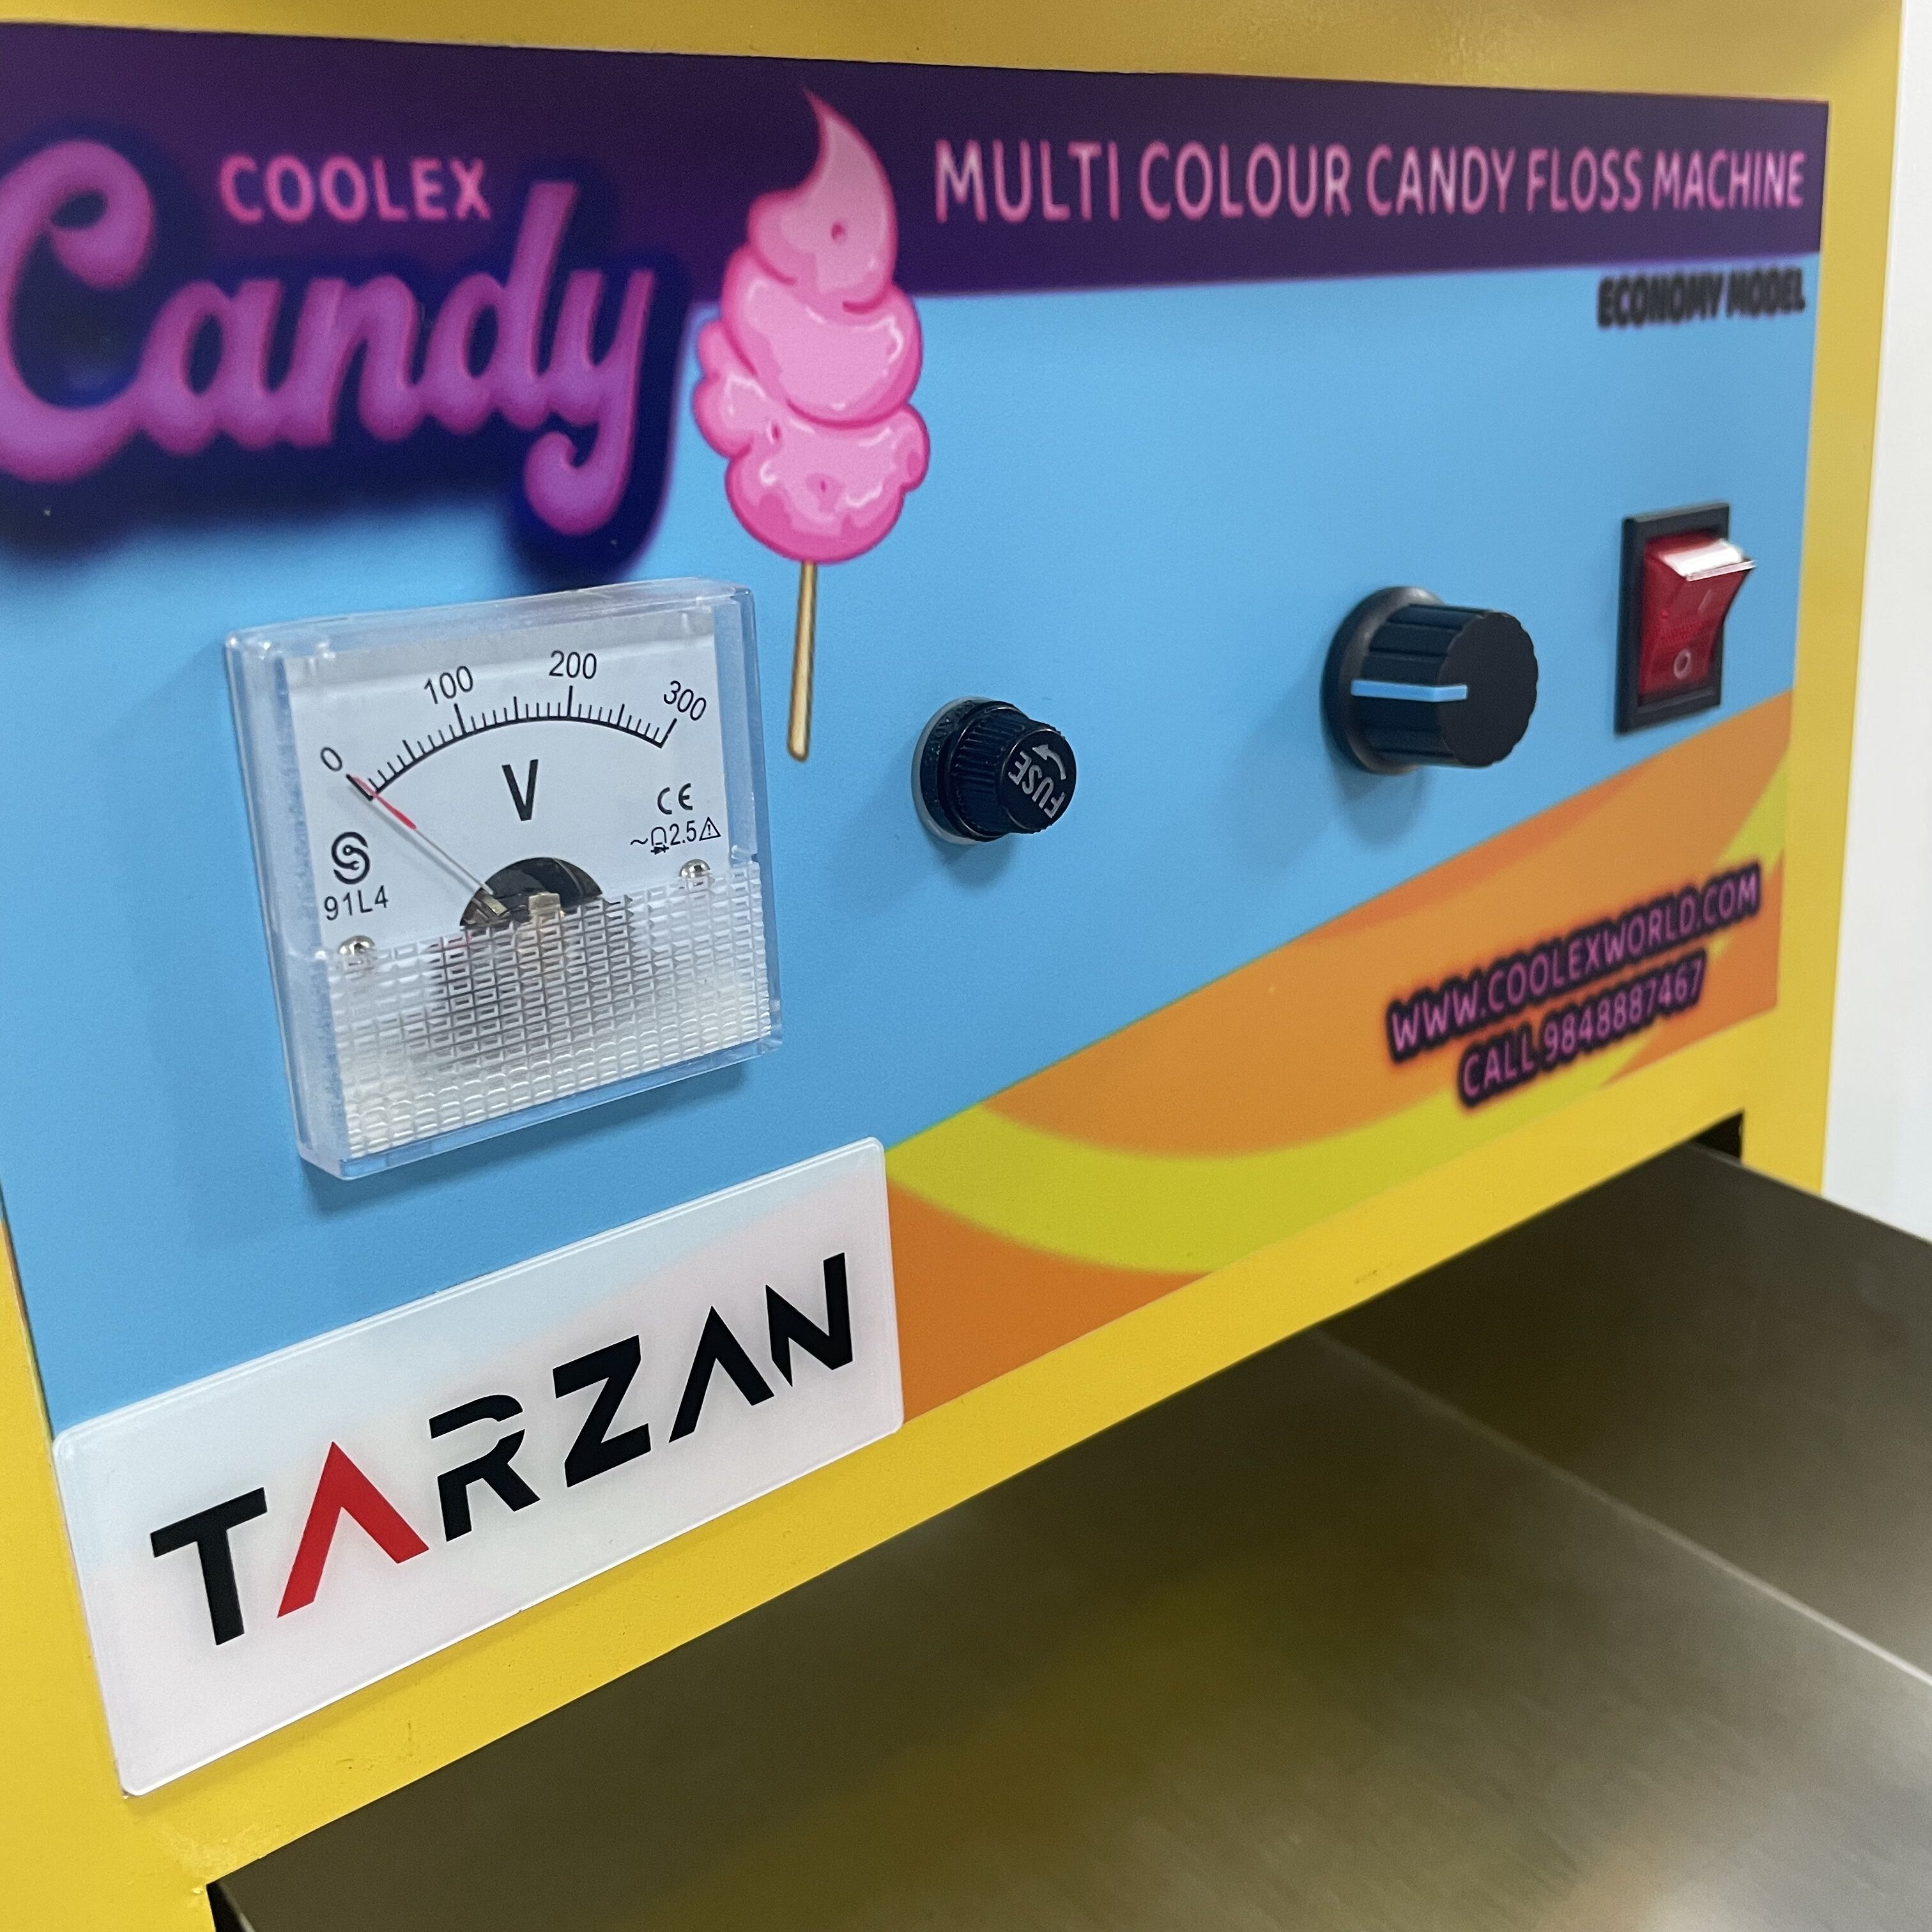 COOLEX
Candy
MULTI COLOUR CANDY FLOSS MACHINE
ECONOMY MODEL
0 100 200 300
V
CE
~ 2.5
91L4
FUSE
WWW.COOLEXWORLD.COM
CALL 9848887467
TARZAN